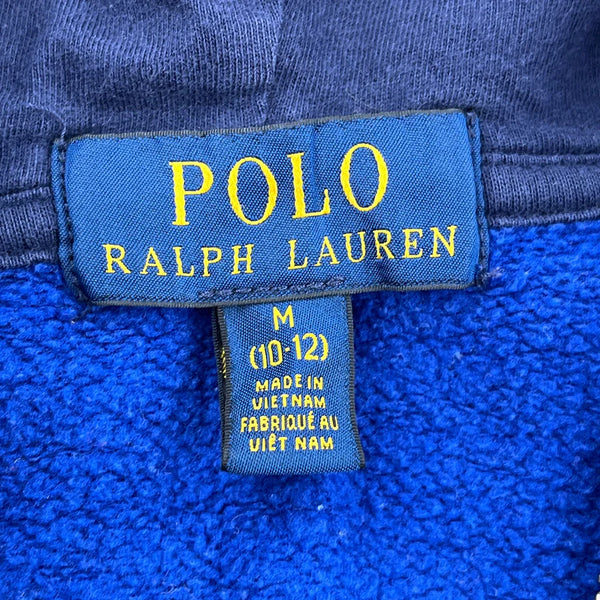 POLO
RALPH LAUREN
M
(10-12)
MADE IN
VIETNAM
FABRIQUÉ AU
VIÊT NAM